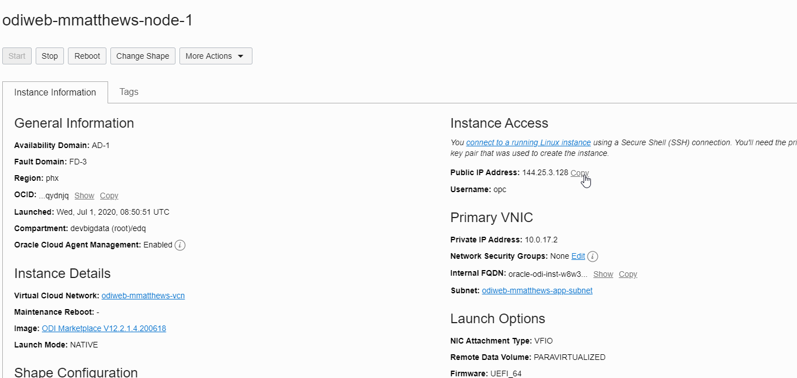 odiweb-mmatthews-node-1
Start Stop Reboot Change Shape More Actions
Instance Information Tags
General Information
Availability Domain: AD-1
Fault Domain: FD-3
Region: phx
OCID: ...qydnjq Show Copy
Launched: Wed, Jul 1, 2020, 08:50:51 UTC
Compartment: devbigdata (root)/edq
Oracle Cloud Agent Management: Enabled i
Instance Details
Virtual Cloud Network: odiweb-mmatthews-vcn
Maintenance Reboot: -
Image: ODI Marketplace V12.2.1.4.200618
Launch Mode: NATIVE
Shape Configuration
Instance Access
You connect to a running Linux instance using a Secure Shell (SSH) connection. You'll need the pri
key pair that was used to create the instance.
Public IP Address: 144.25.3.128 Copy
Username: opc
Primary VNIC
Private IP Address: 10.0.17.2
Network Security Groups: None Edit i
Internal FQDN: oracle-odi-inst-w8w3... Show Copy
Subnet: odiweb-mmatthews-app-subnet
Launch Options
NIC Attachment Type: VFIO
Remote Data Volume: PARAVIRTUALIZED
Firmware: UEFI_64